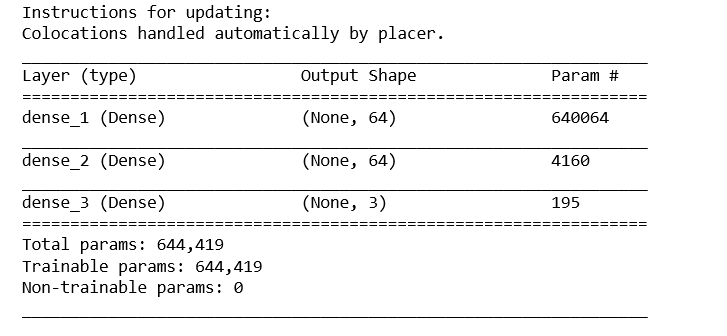 Instructions for updating:
Colocations handled automatically by placer.
_________________________________________________________________
Layer (type)                 Output Shape              Param #
=================================================================
dense_1 (Dense)              (None, 64)                640064
_________________________________________________________________
dense_2 (Dense)              (None, 64)                4160
_________________________________________________________________
dense_3 (Dense)              (None, 3)                 195
=================================================================
Total params: 644,419
Trainable params: 644,419
Non-trainable params: 0
_________________________________________________________________